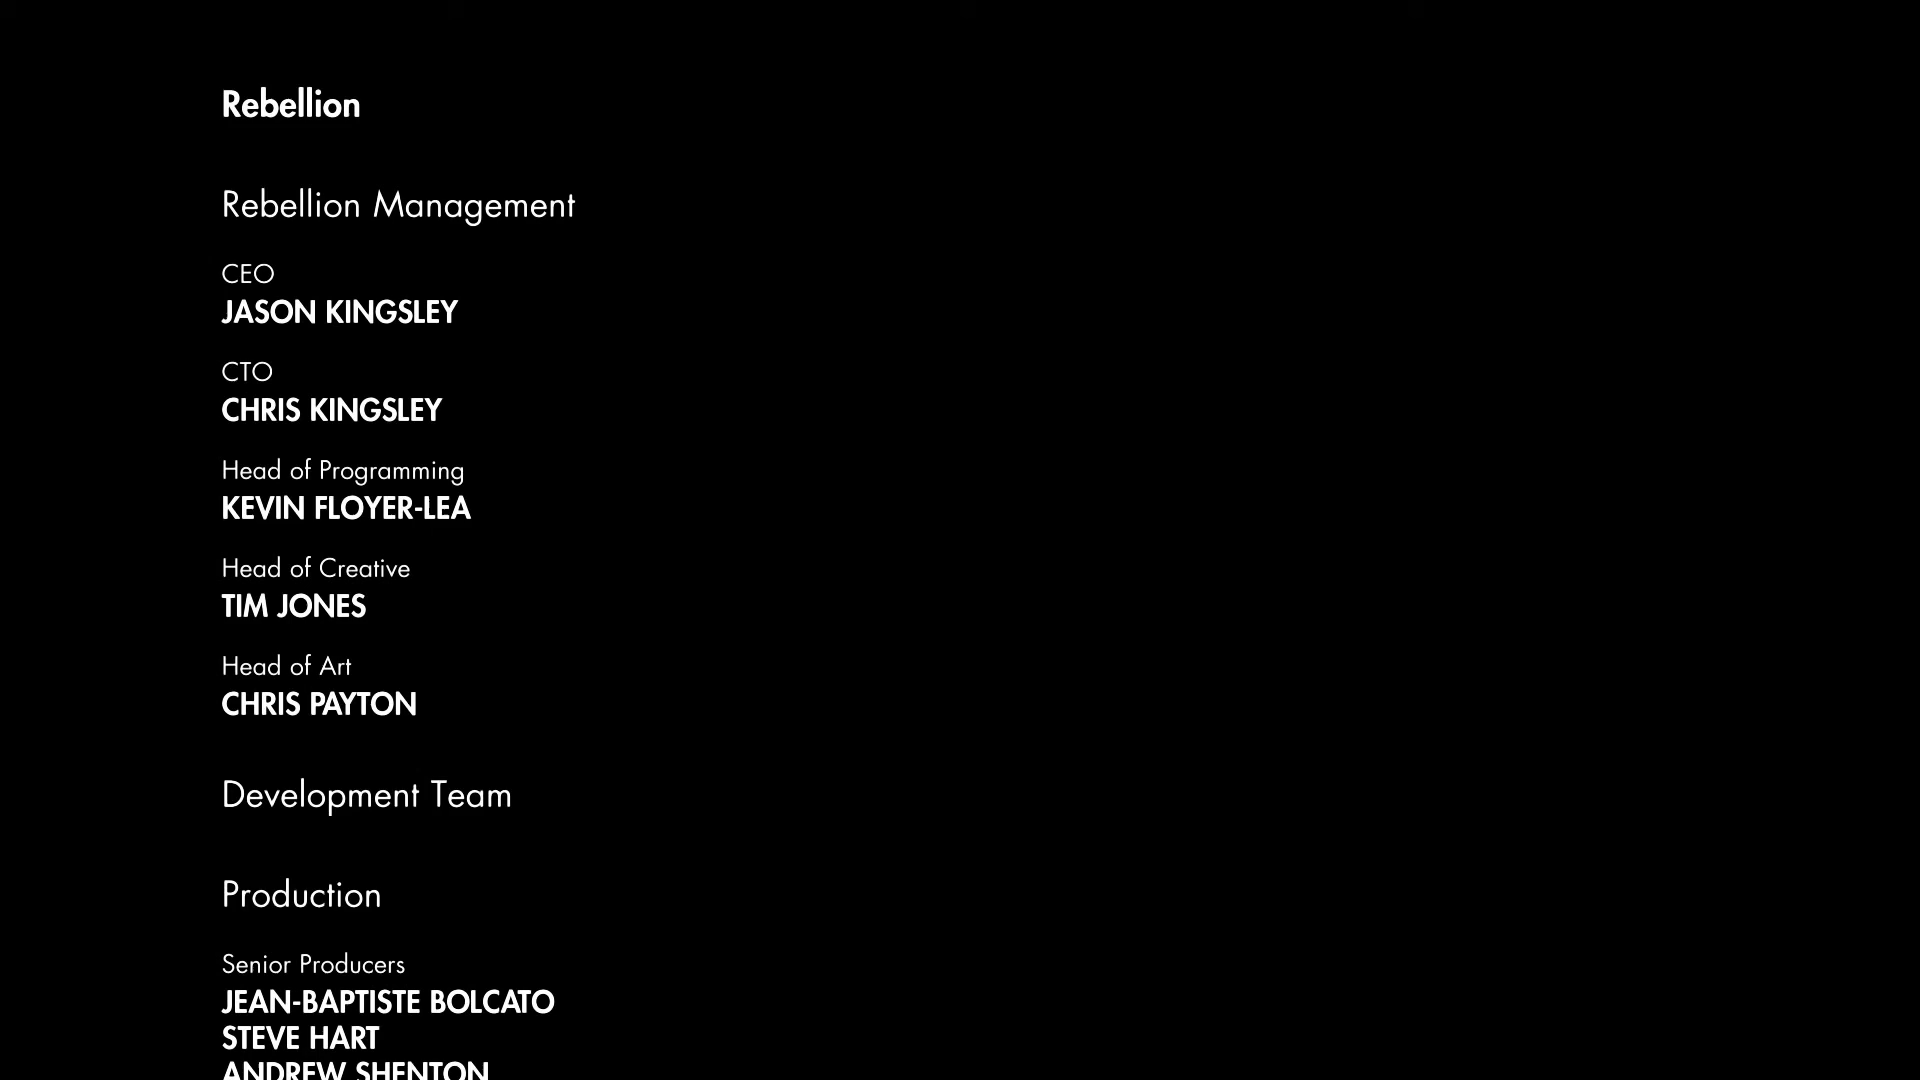 Rebellion
Rebellion Management
CEO
JASON KINGSLEY
CTO
CHRIS KINGSLEY
Head of Programming
KEVIN FLOYER-LEA
Head of Creative
TIM JONES
Head of Art
CHRIS PAYTON
Development Team
Production
Senior Producers
JEAN-BAPTISTE BOLCATO
STEVE HART
ANDREW SHENTON